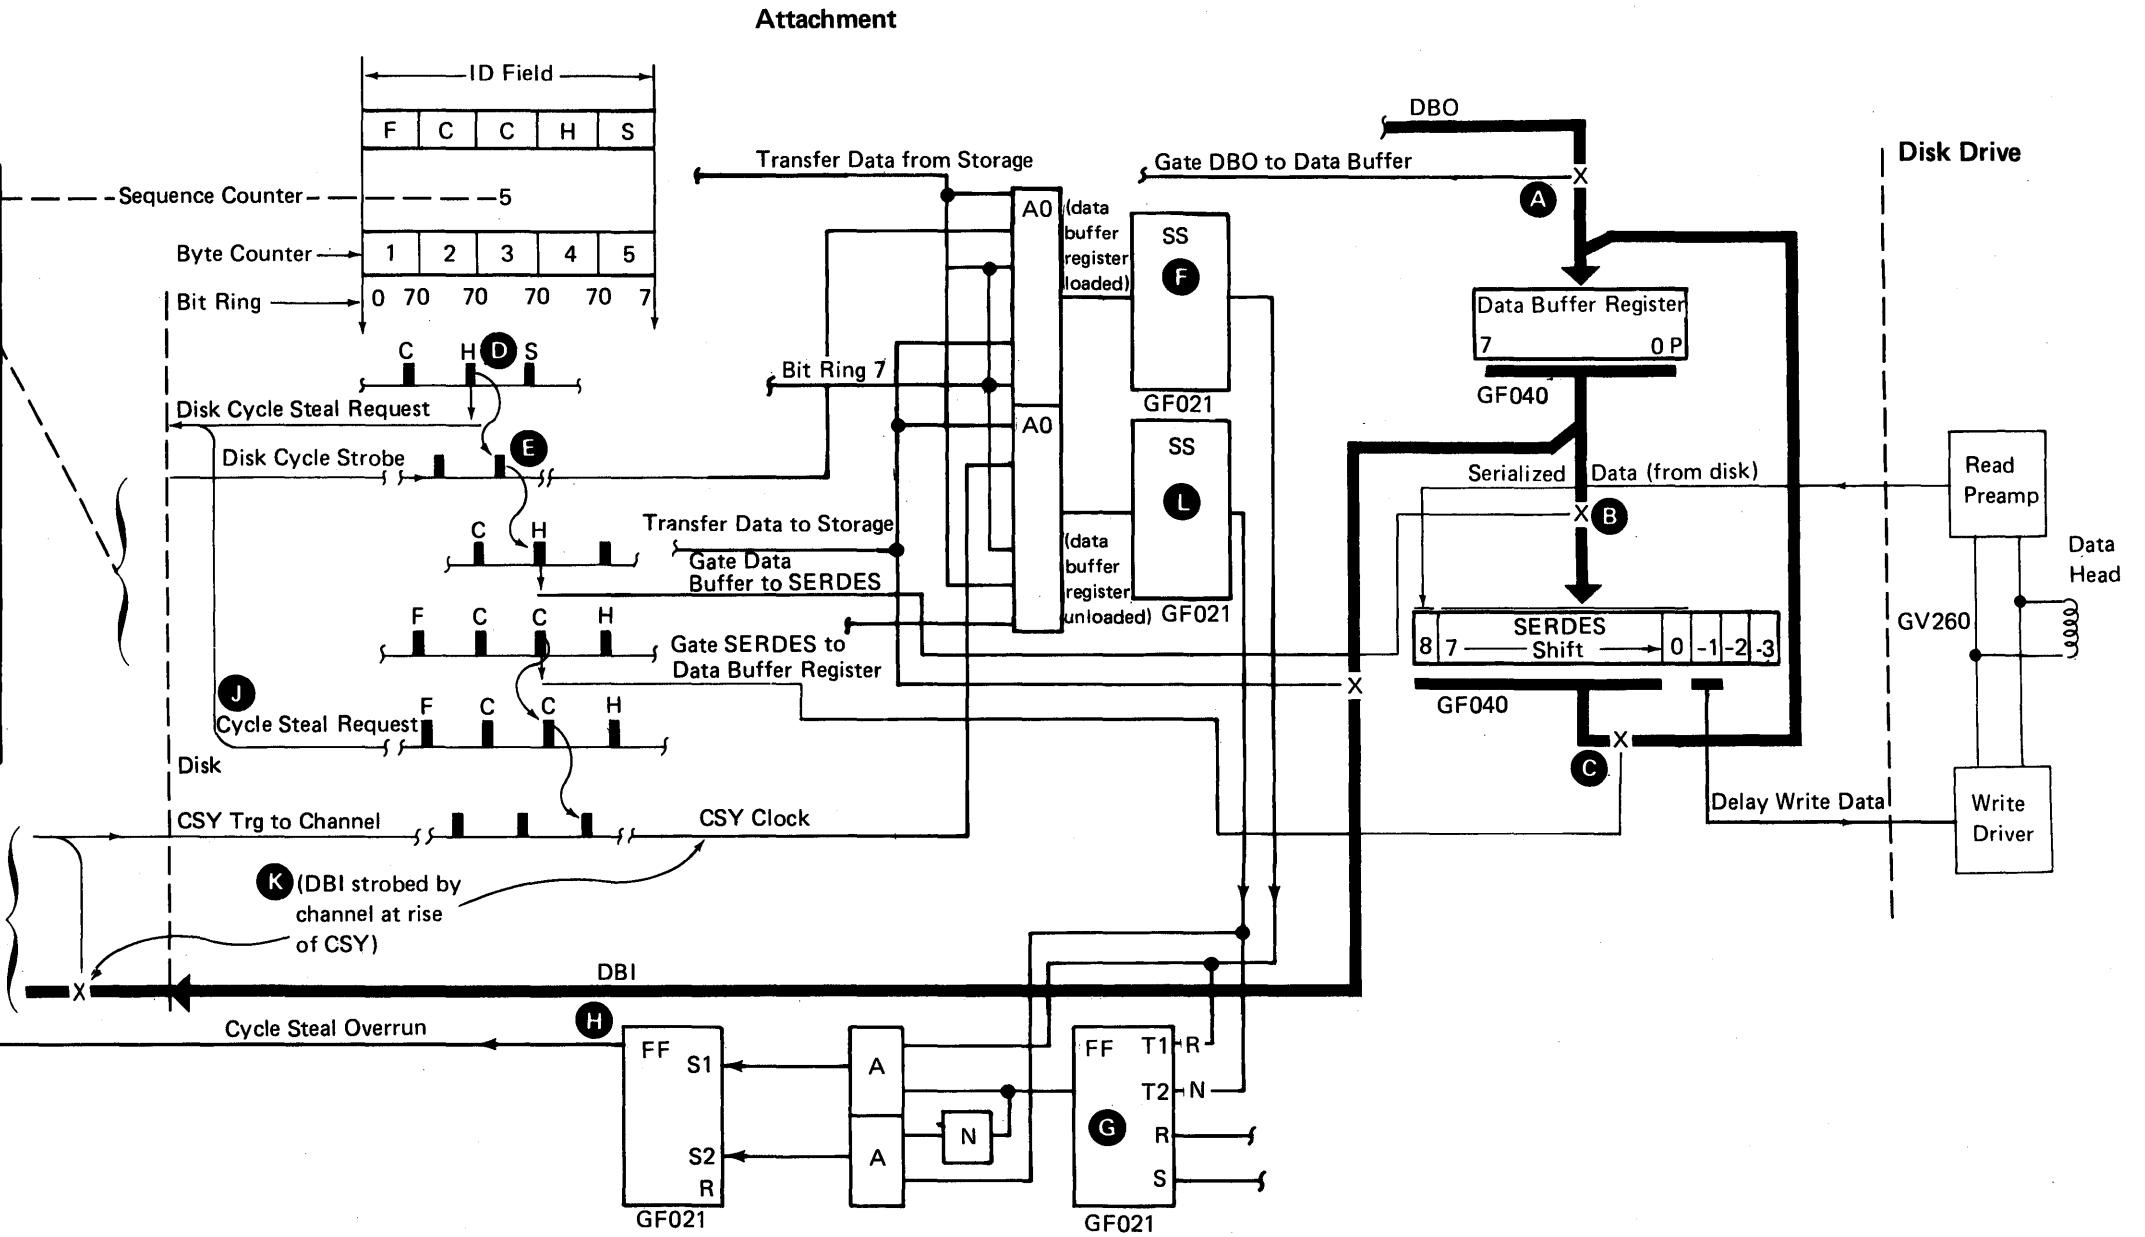 Attachment
ID Field
F C C H S
Sequence Counter 5
Byte Counter 1 2 3 4 5
Bit Ring 0 70 70 70 70 7
C H D S
Disk Cycle Steal Request
Disk Cycle Strobe
E
C H
F C C H
J
Cycle Steal Request
F C C H
Disk
CSY Trg to Channel
CSY Clock
K (DBI strobed by
channel at rise
of CSY)
DBI
Cycle Steal Overrun
H
Transfer Data from Storage
Bit Ring 7
Transfer Data to Storage
Gate Data
Buffer to SERDES
Gate SERDES to
Data Buffer Register
A0
(data
buffer
register
loaded)
SS
F
GF021
A0
(data
buffer
register
unloaded)
SS
L
GF021
DBO
Gate DBO to Data Buffer
X
A
Data Buffer Register
7 0 P
GF040
Serialized Data (from disk)
X B
SERDES
8 7 Shift 0 -1 -2 -3
GF040
X
X
C
Delay Write Data
Disk Drive
Read
Preamp
Data
Head
GV260
Write
Driver
X
FF
S1
S2
R
GF021
A
A
N
FF
T1 R
T2 N
G
R
S
GF021